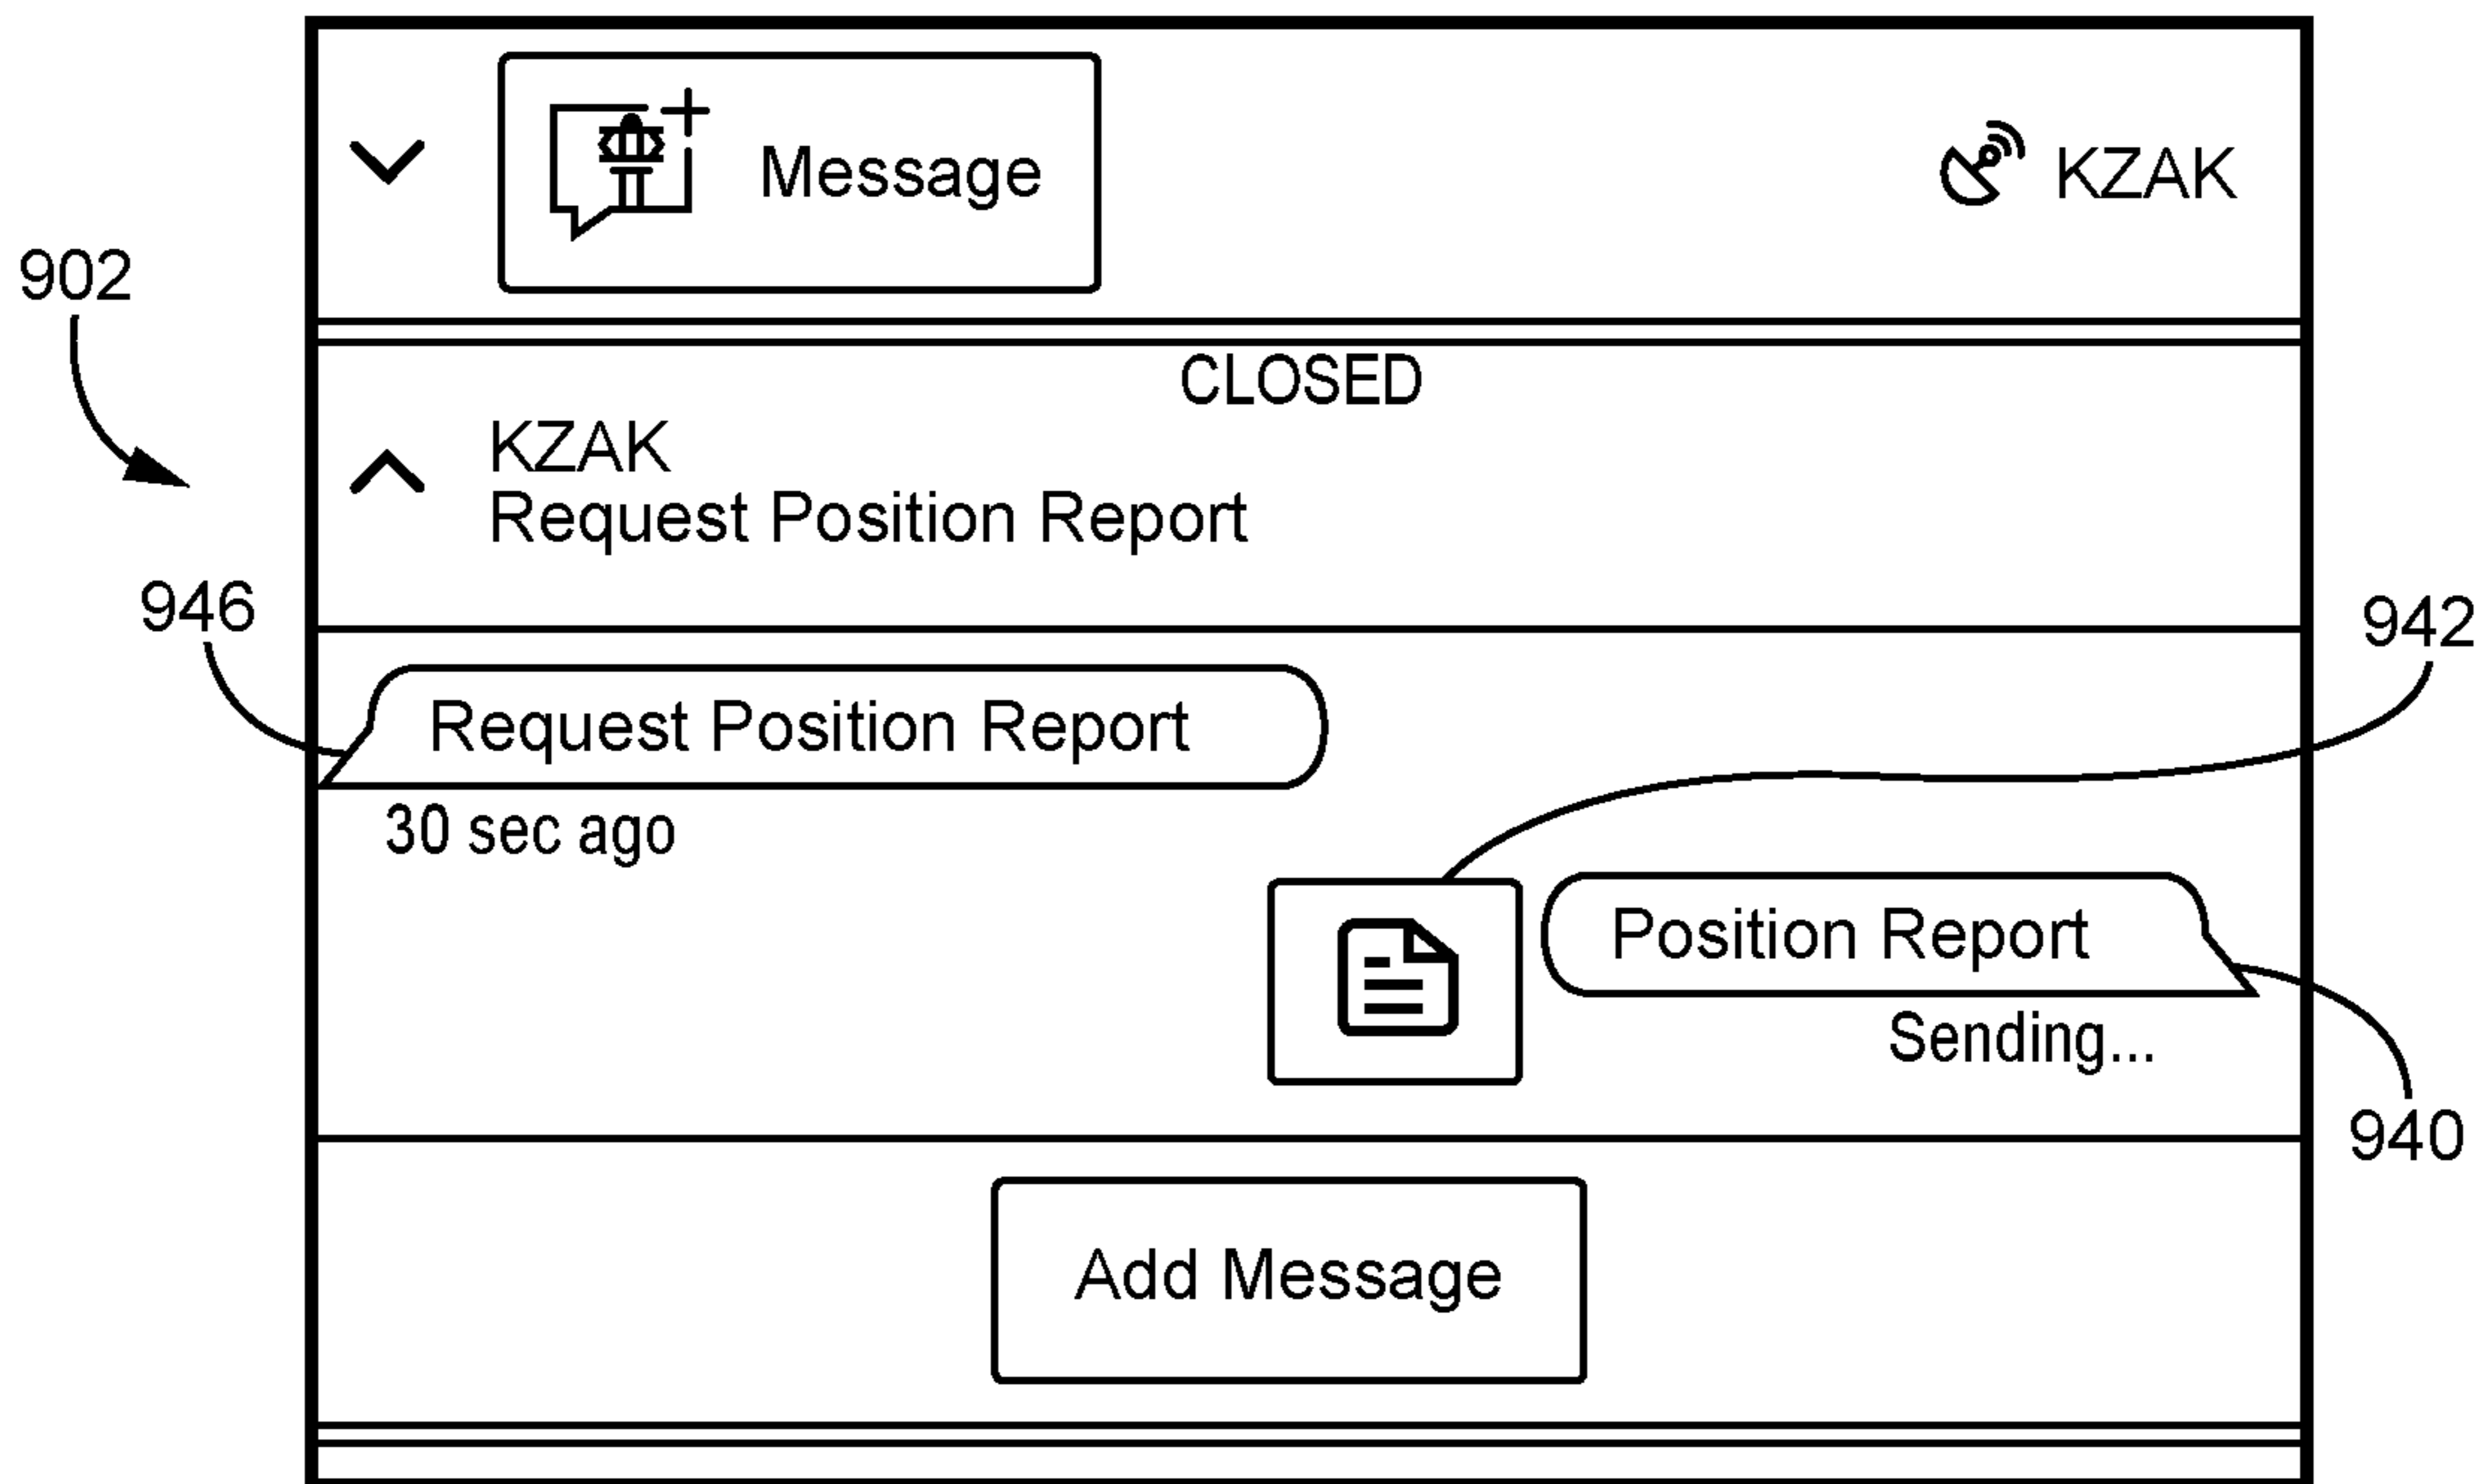 Message
KZAK
902
CLOSED
KZAK
Request Position Report
946
942
Request Position Report
30 sec ago
Position Report
Sending...
940
Add Message